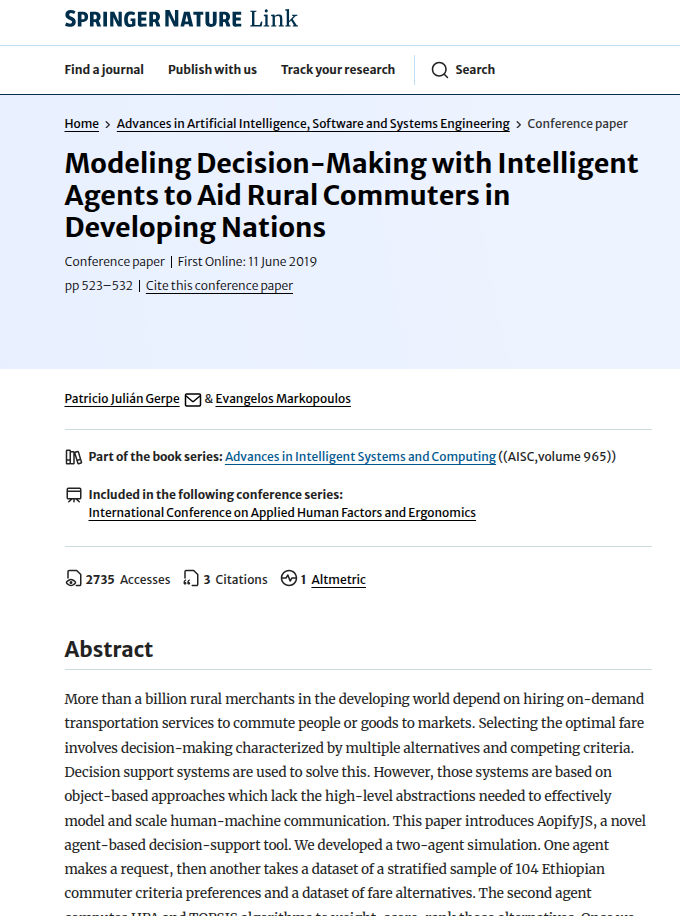 SPRINGER NATURE Link
Find a journal Publish with us Track your research Search
Home > Advances in Artificial Intelligence, Software and Systems Engineering > Conference paper
Modeling Decision-Making with Intelligent
Agents to Aid Rural Commuters in
Developing Nations
Conference paper | First Online: 11 June 2019
pp 523–532 | Cite this conference paper
Patricio Julián Gerpe & Evangelos Markopoulos
Part of the book series: Advances in Intelligent Systems and Computing ((AISC,volume 965))
Included in the following conference series:
International Conference on Applied Human Factors and Ergonomics
2735 Accesses 3 Citations 1 Altmetric
Abstract
More than a billion rural merchants in the developing world depend on hiring on-demand
transportation services to commute people or goods to markets. Selecting the optimal fare
involves decision-making characterized by multiple alternatives and competing criteria.
Decision support systems are used to solve this. However, those systems are based on
object-based approaches which lack the high-level abstractions needed to effectively
model and scale human-machine communication. This paper introduces AopifyJS, a novel
agent-based decision-support tool. We developed a two-agent simulation. One agent
makes a request, then another takes a dataset of a stratified sample of 104 Ethiopian
commuter criteria preferences and a dataset of fare alternatives. The second agent